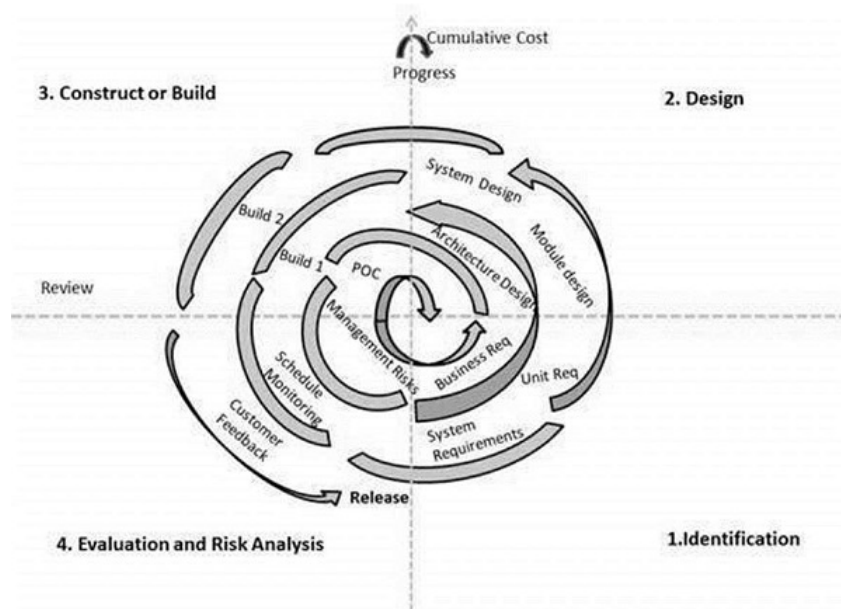 Cumulative Cost
Progress
3. Construct or Build
2. Design
System Design
Module design
Build 2
Architecture Design
Build 1
POC
Review
Management Risks
Business Req
Unit Req
Schedule
Monitoring
Customer
Feedback
System
Requirements
Release
4. Evaluation and Risk Analysis
1.Identification